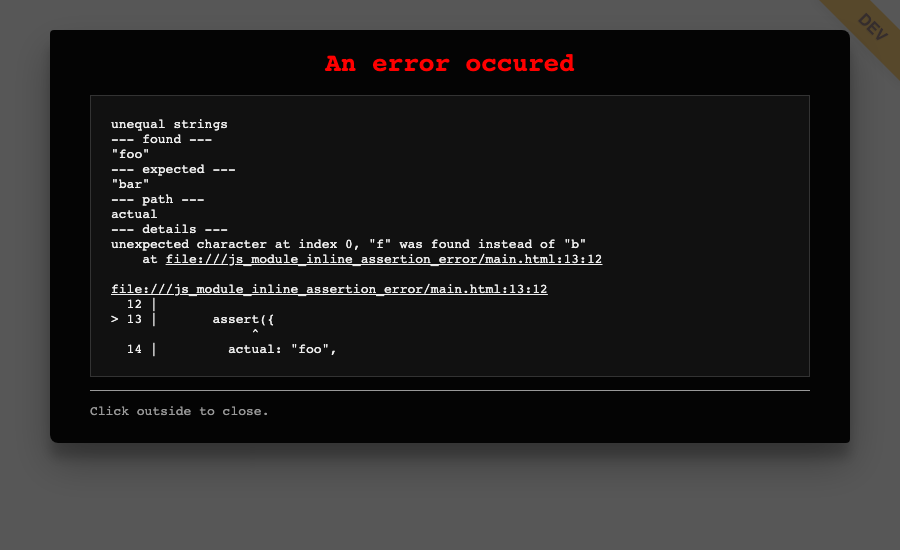 DEV
An error occured
unequal strings
--- found ---
"foo"
--- expected ---
"bar"
--- path ---
actual
--- details ---
unexpected character at index 0, "f" was found instead of "b"
    at file:///js_module_inline_assertion_error/main.html:13:12

file:///js_module_inline_assertion_error/main.html:13:12
  12 |
> 13 |       assert({
                  ^
  14 |         actual: "foo",
Click outside to close.